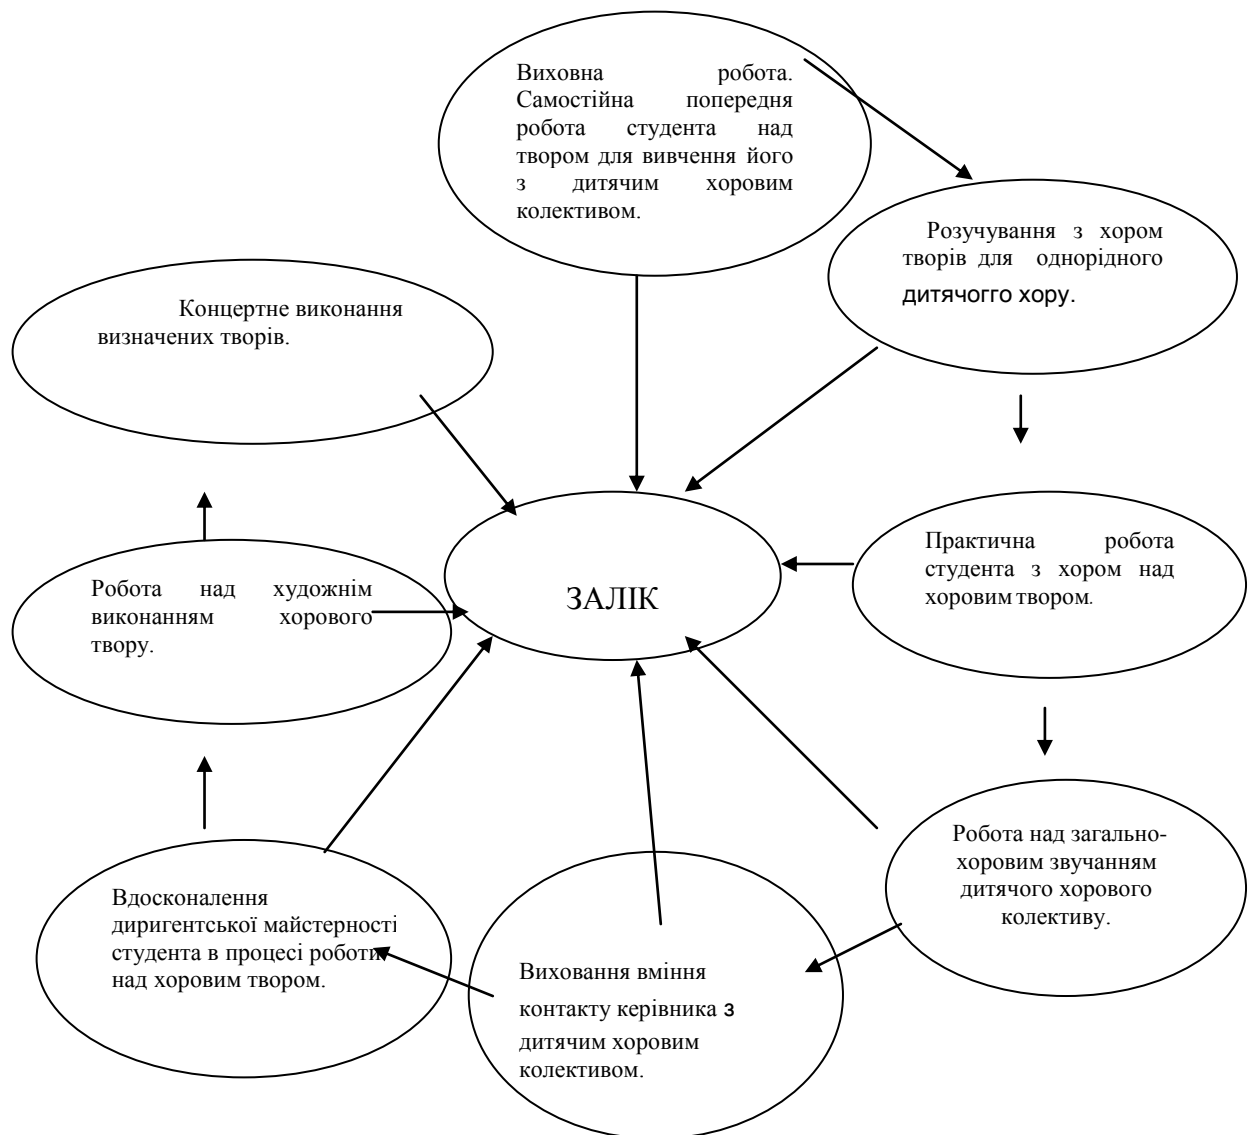 Виховна робота.
Самостійна попередня
робота студента над
твором для вивчення його
з дитячим хоровим
колективом.
Розучування з хором
творів для однорідного
дитячогго хору.
Концертне виконання
визначених творів.
Практична робота
студента з хором над
хоровим твором.
ЗАЛІК
Робота над художнім
виконанням хорового
твору.
Робота над загально-
хоровим звучанням
дитячого хорового
колективу.
Вдосконалення
диригентської майстерності
студента в процесі роботи
над хоровим твором.
Виховання вміння
контакту керівника з
дитячим хоровим
колективом.